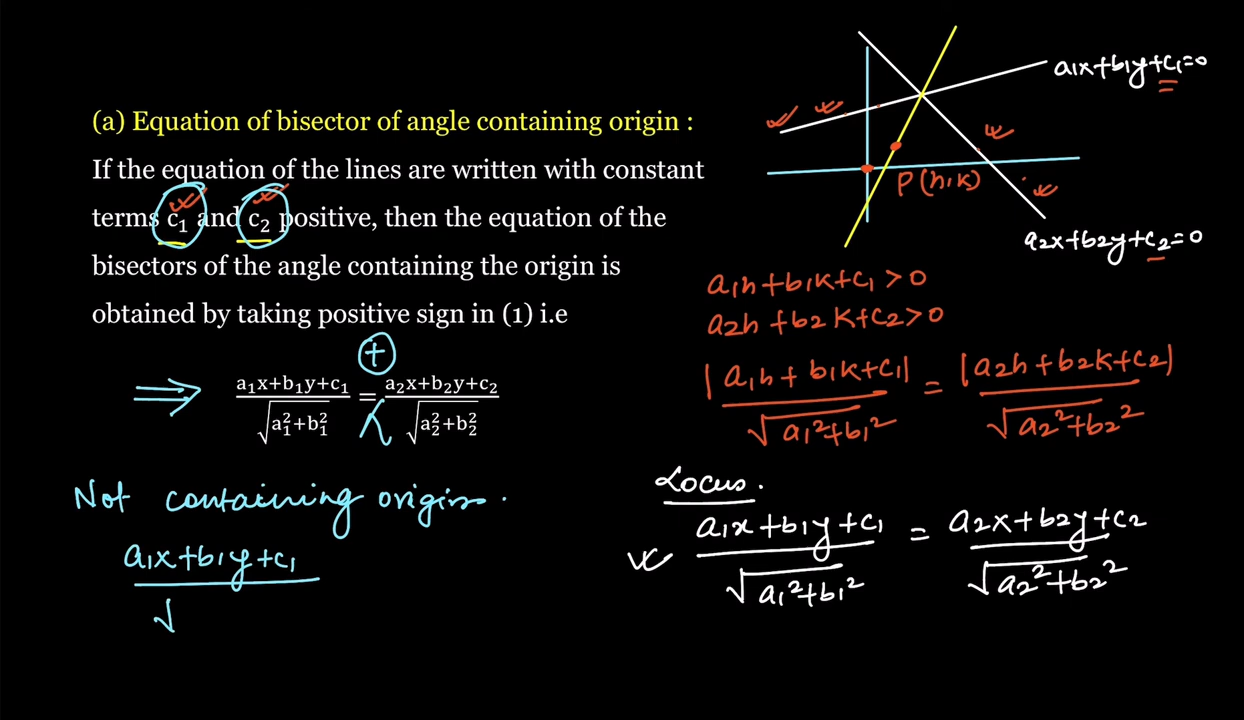 (a) Equation of bisector of angle containing origin :
If the equation of the lines are written with constant
terms c₁ and c₂ positive, then the equation of the
bisectors of the angle containing the origin is
obtained by taking positive sign in (1) i.e
+
⇒ (a₁x+b₁y+c₁)/√(a₁²+b₁²) = (a₂x+b₂y+c₂)/√(a₂²+b₂²)
Not containing origin.
a₁x+b₁y+c₁
√
a₁x+b₁y+c₁=0
P(h,k)
a₂x+b₂y+c₂=0
a₁h+b₁k+c₁>0
a₂h+b₂k+c₂>0
|a₁h+b₁k+c₁|/√(a₁²+b₁²) = |a₂h+b₂k+c₂|/√(a₂²+b₂²)
Locus.
(a₁x+b₁y+c₁)/√(a₁²+b₁²) = (a₂x+b₂y+c₂)/√(a₂²+b₂²)